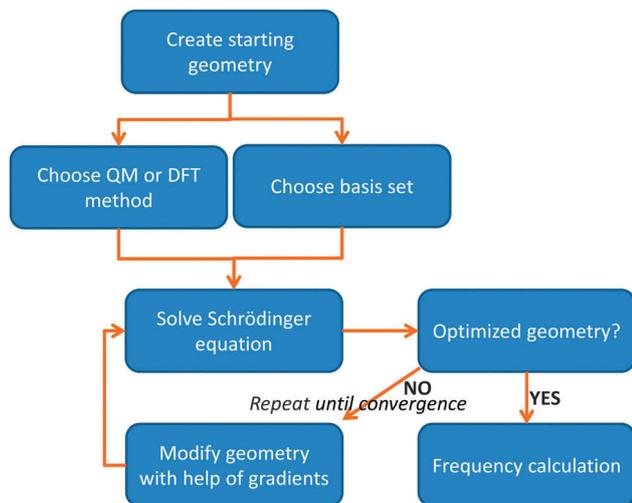 Create starting
geometry
Choose QM or DFT
method
Choose basis set
Solve Schrödinger
equation
Optimized geometry?
NO
YES
Repeat until convergence
Modify geometry
with help of gradients
Frequency calculation